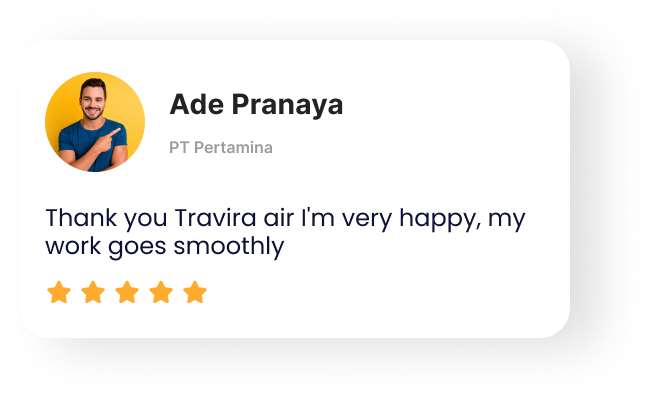 Ade Pranaya
PT Pertamina
Thank you Travira air I'm very happy, my
work goes smoothly